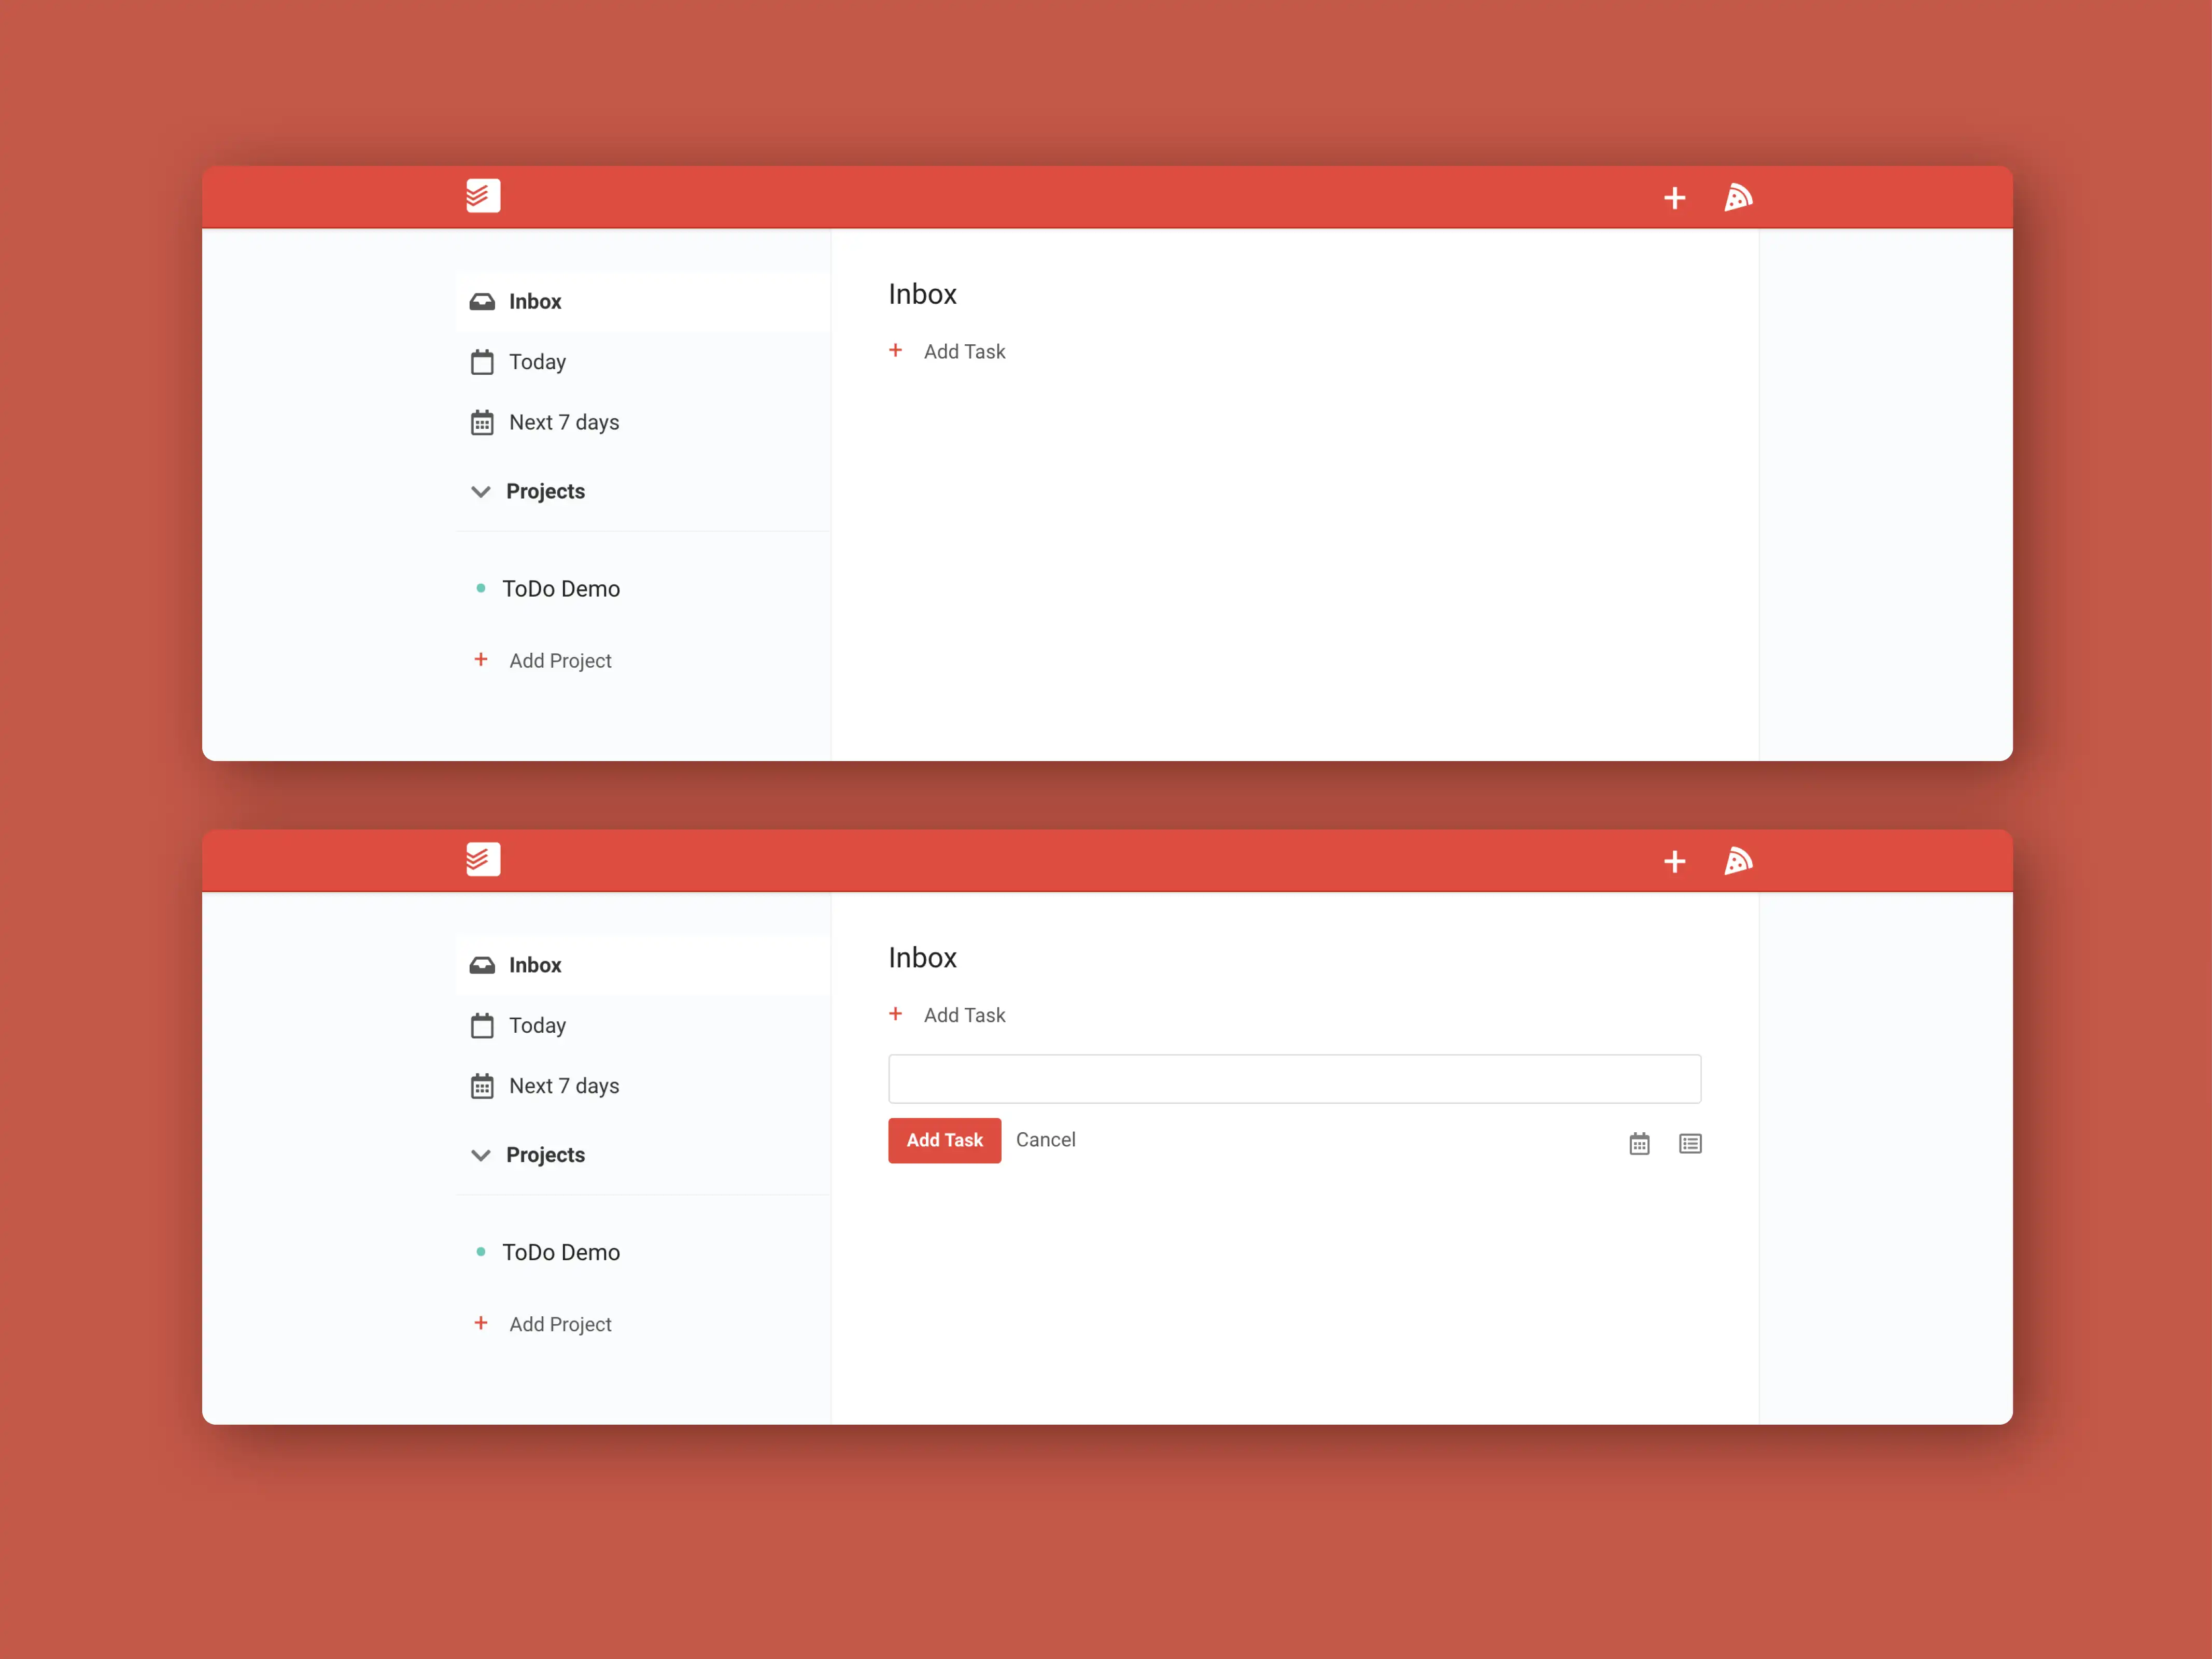 Inbox
Today
Next 7 days
Projects
ToDo Demo
Add Project
Inbox
Add Task
Inbox
Today
Next 7 days
Projects
ToDo Demo
Add Project
Inbox
Add Task
Add Task Cancel